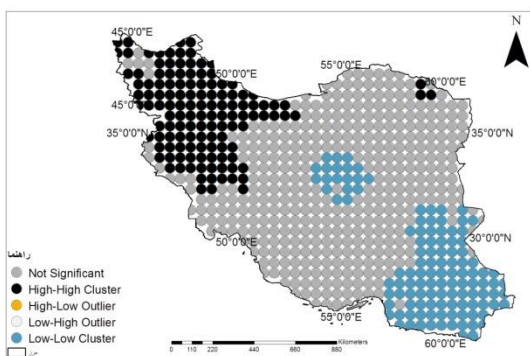 N
45°0'0"E
50°0'0"E
55°0'0"E
60°0'0"E
45°0'
35°0'0"N
35°0'0"N
50°0'0"E
30°0'0"N
راهنما
Not Significant
High-High Cluster
High-Low Outlier
Low-High Outlier
Low-Low Cluster
مرز
55°0'0"E
60°0'0"E
Kilometers
0 110 220 440 660 880